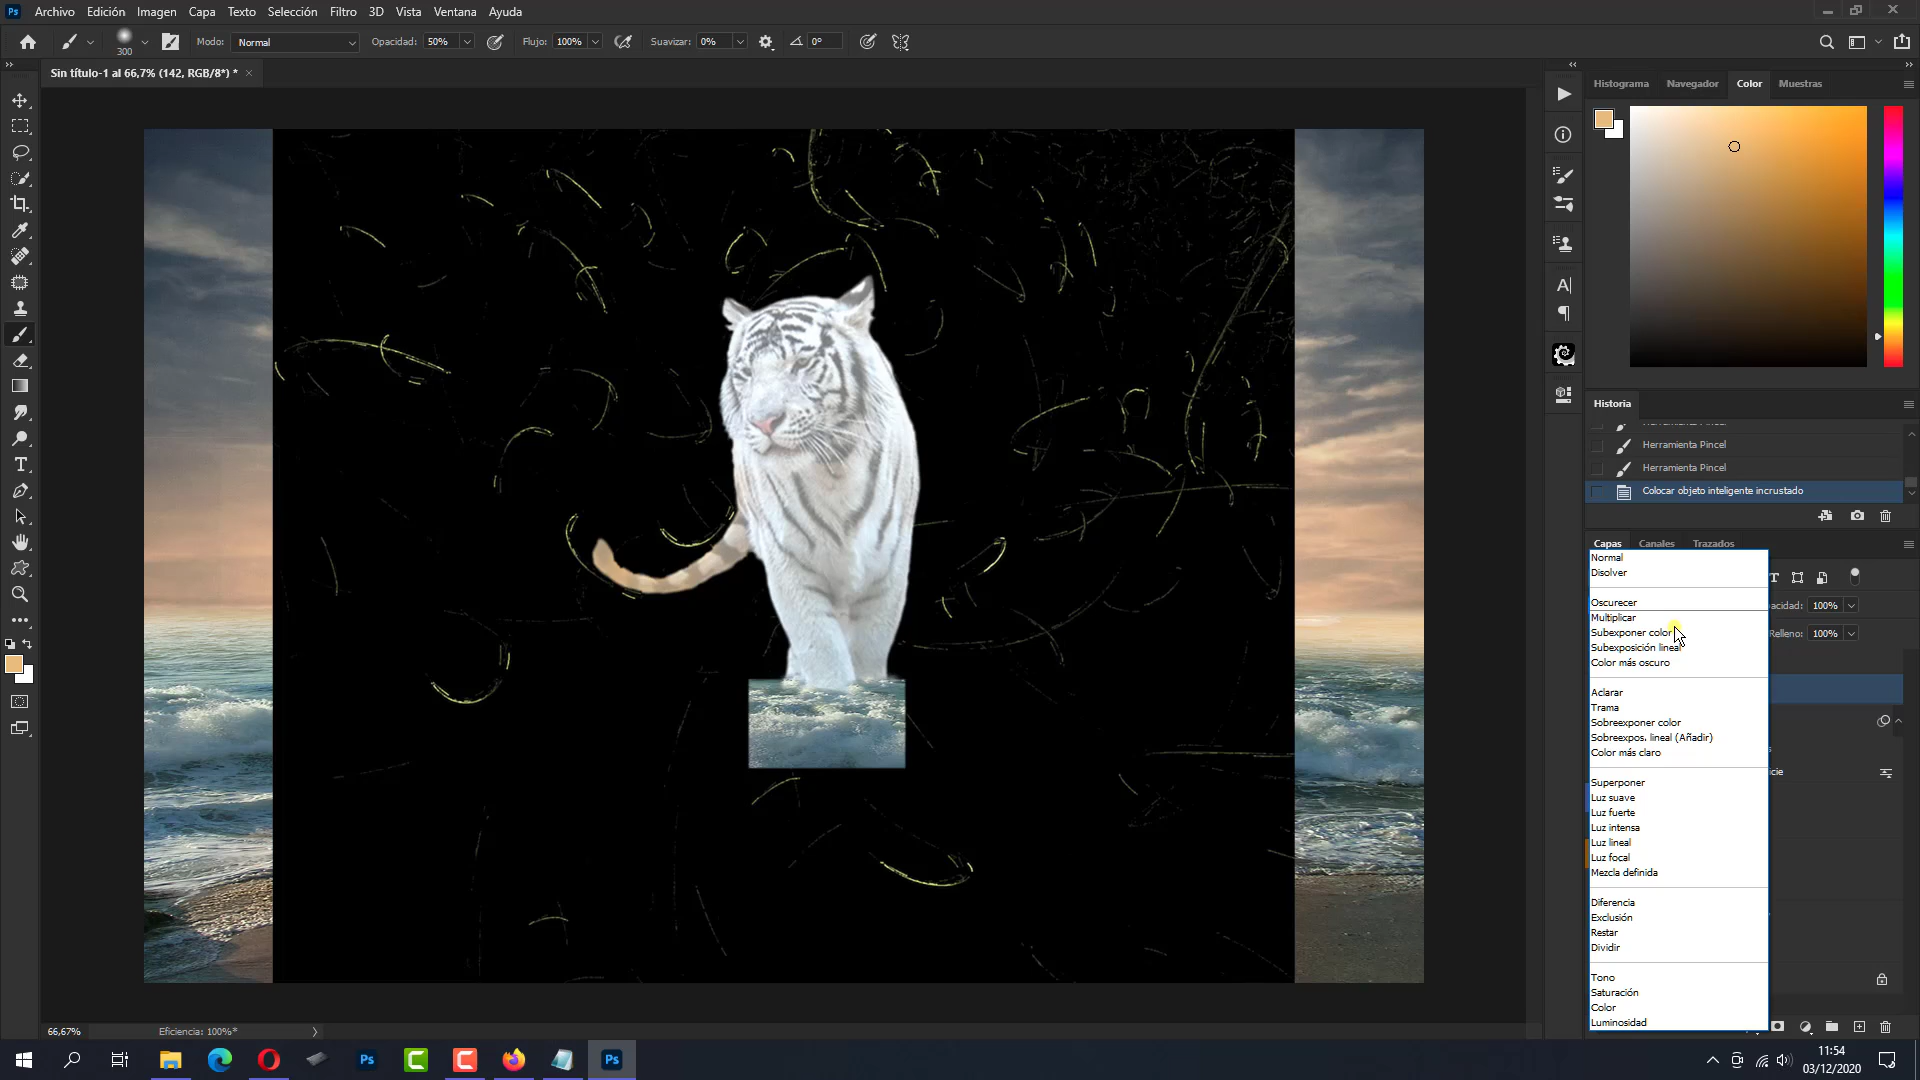 Ps Archivo Edición Imagen Capa Texto Selección Filtro 3D Vista Ventana Ayuda
300 Modo: Normal Opacidad: 50% Flujo: 100% Suavizar: 0% 0°
Sin título-1 al 66,7% (142, RGB/8*) * ×
Histograma Navegador Color Muestras
Historia
Herramienta Pincel
Herramienta Pincel
Colocar objeto inteligente incrustado
Capas Canales Trazados
Normal
Disolver
Oscurecer
Multiplicar
Subexponer color
Subexposición lineal
Color más oscuro
Aclarar
Trama
Sobreexponer color
Sobreexpos. lineal (Añadir)
Color más claro
Superponer
Luz suave
Luz fuerte
Luz intensa
Luz lineal
Luz focal
Mezcla definida
Diferencia
Exclusión
Restar
Dividir
Tono
Saturación
Color
Luminosidad
100%
Relleno: 100%
66,67% Eficiencia: 100%*
Ps
Ps
11:54
03/12/2020